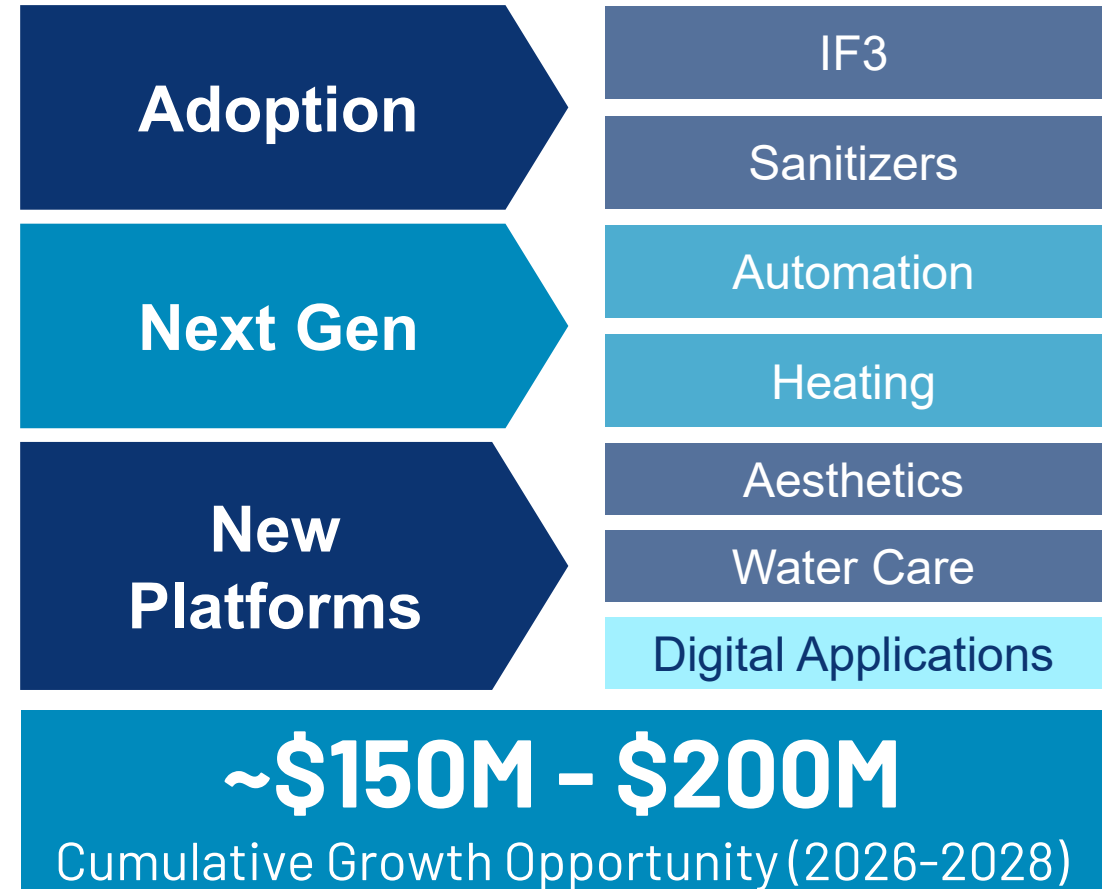 Adoption
IF3
Sanitizers
Next Gen
Automation
Heating
New
Platforms
Aesthetics
Water Care
Digital Applications
~$150M - $200M
Cumulative Growth Opportunity (2026-2028)